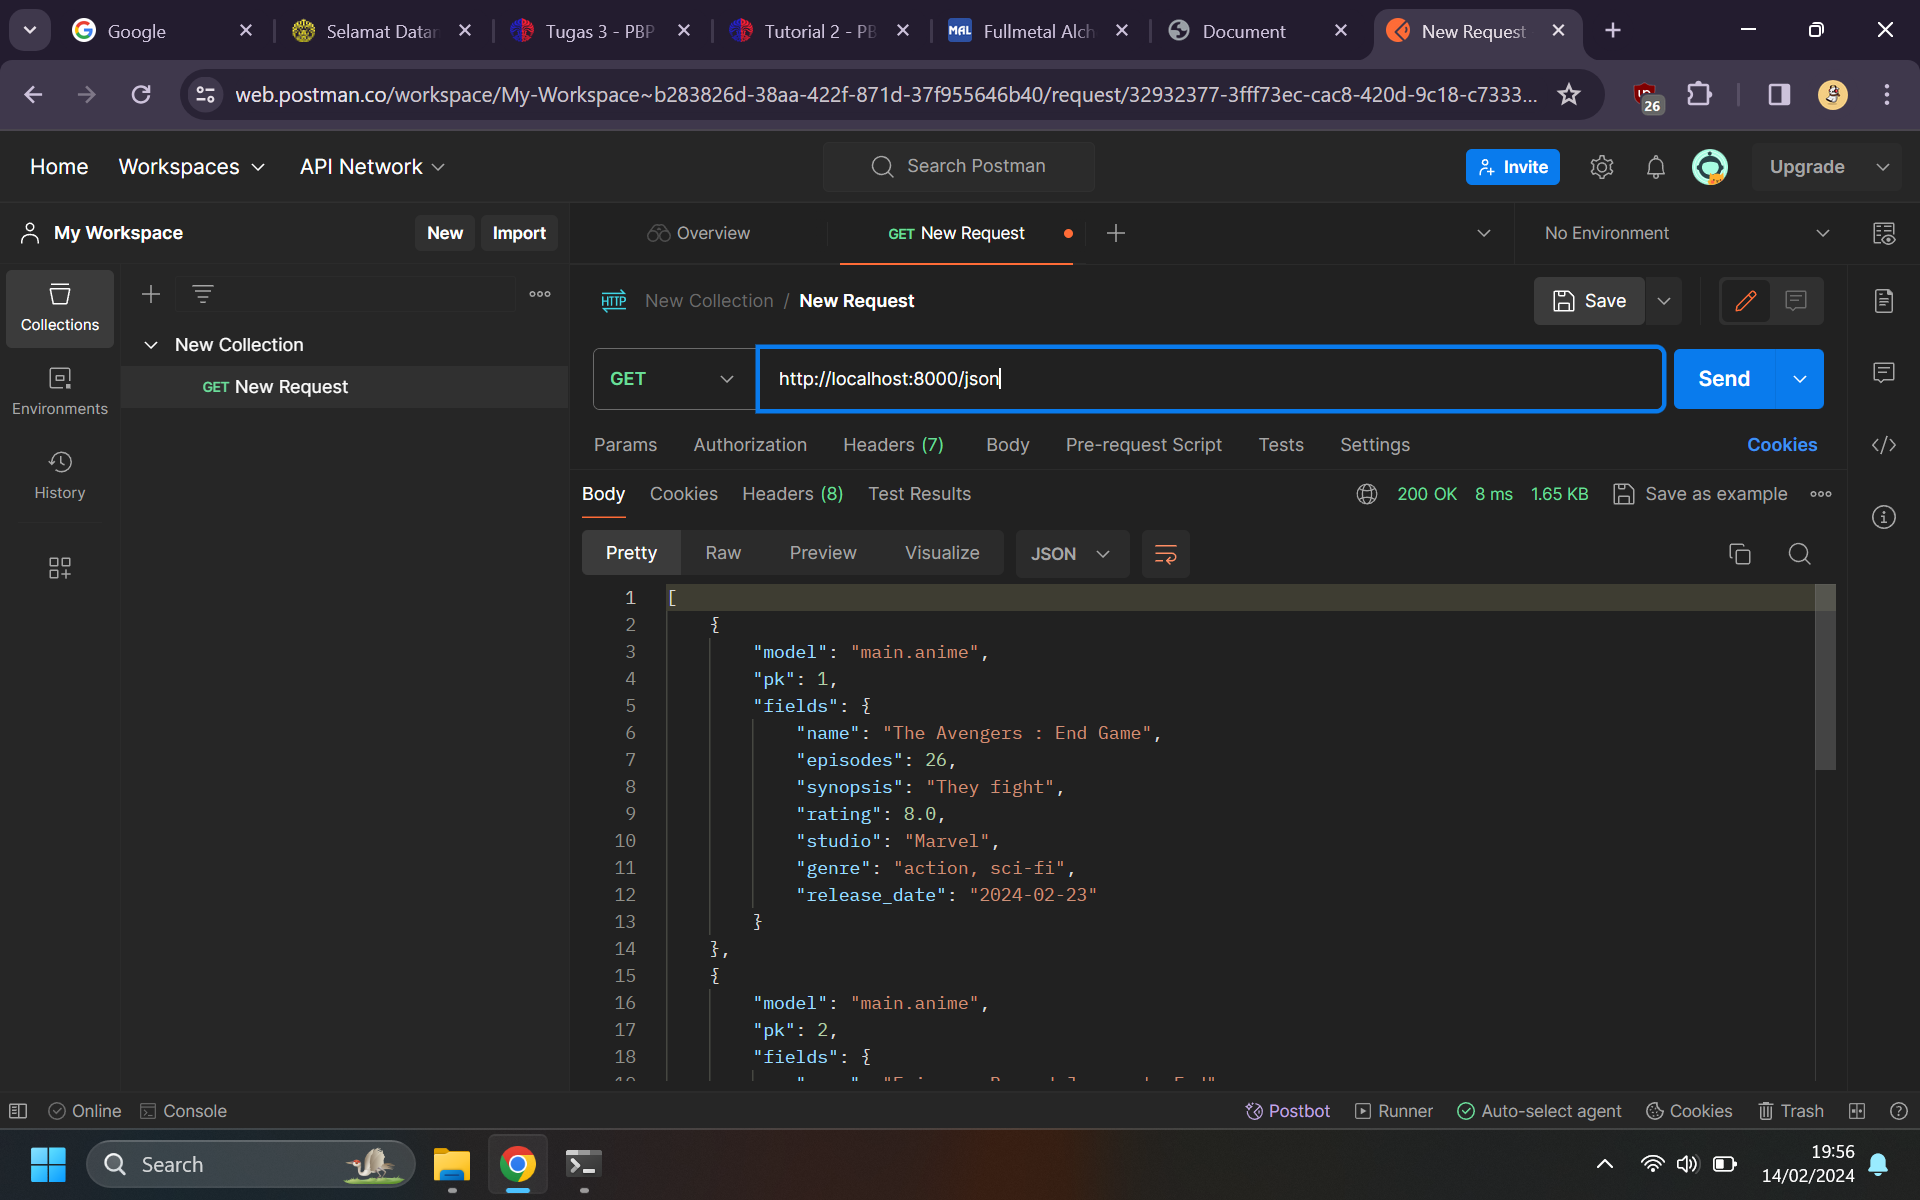 Google
Selamat Datar
Tugas 3 - PBP
Tutorial 2 - PB
MAL Fullmetal Alch
Document
New Request
web.postman.co/workspace/My-Workspace~b283826d-38aa-422f-871d-37f955646b40/request/32932377-3fff73ec-cac8-420d-9c18-c7333...
26
Home Workspaces API Network
Search Postman
Invite
Upgrade
My Workspace
New Import
Overview
GET New Request
No Environment
Collections
HTTP New Collection / New Request
Save
New Collection
GET New Request
Environments
History
GET http://localhost:8000/json
Send
Params Authorization Headers (7) Body Pre-request Script Tests Settings Cookies
Body Cookies Headers (8) Test Results 200 OK 8 ms 1.65 KB Save as example
Pretty Raw Preview Visualize JSON
1 [
2 {
3 "model": "main.anime",
4 "pk": 1,
5 "fields": {
6 "name": "The Avengers : End Game",
7 "episodes": 26,
8 "synopsis": "They fight",
9 "rating": 8.0,
10 "studio": "Marvel",
11 "genre": "action, sci-fi",
12 "release_date": "2024-02-23"
13 }
14 },
15 {
16 "model": "main.anime",
17 "pk": 2,
18 "fields": {
Online Console
Postbot Runner Auto-select agent Cookies Trash
Search
19:56
14/02/2024